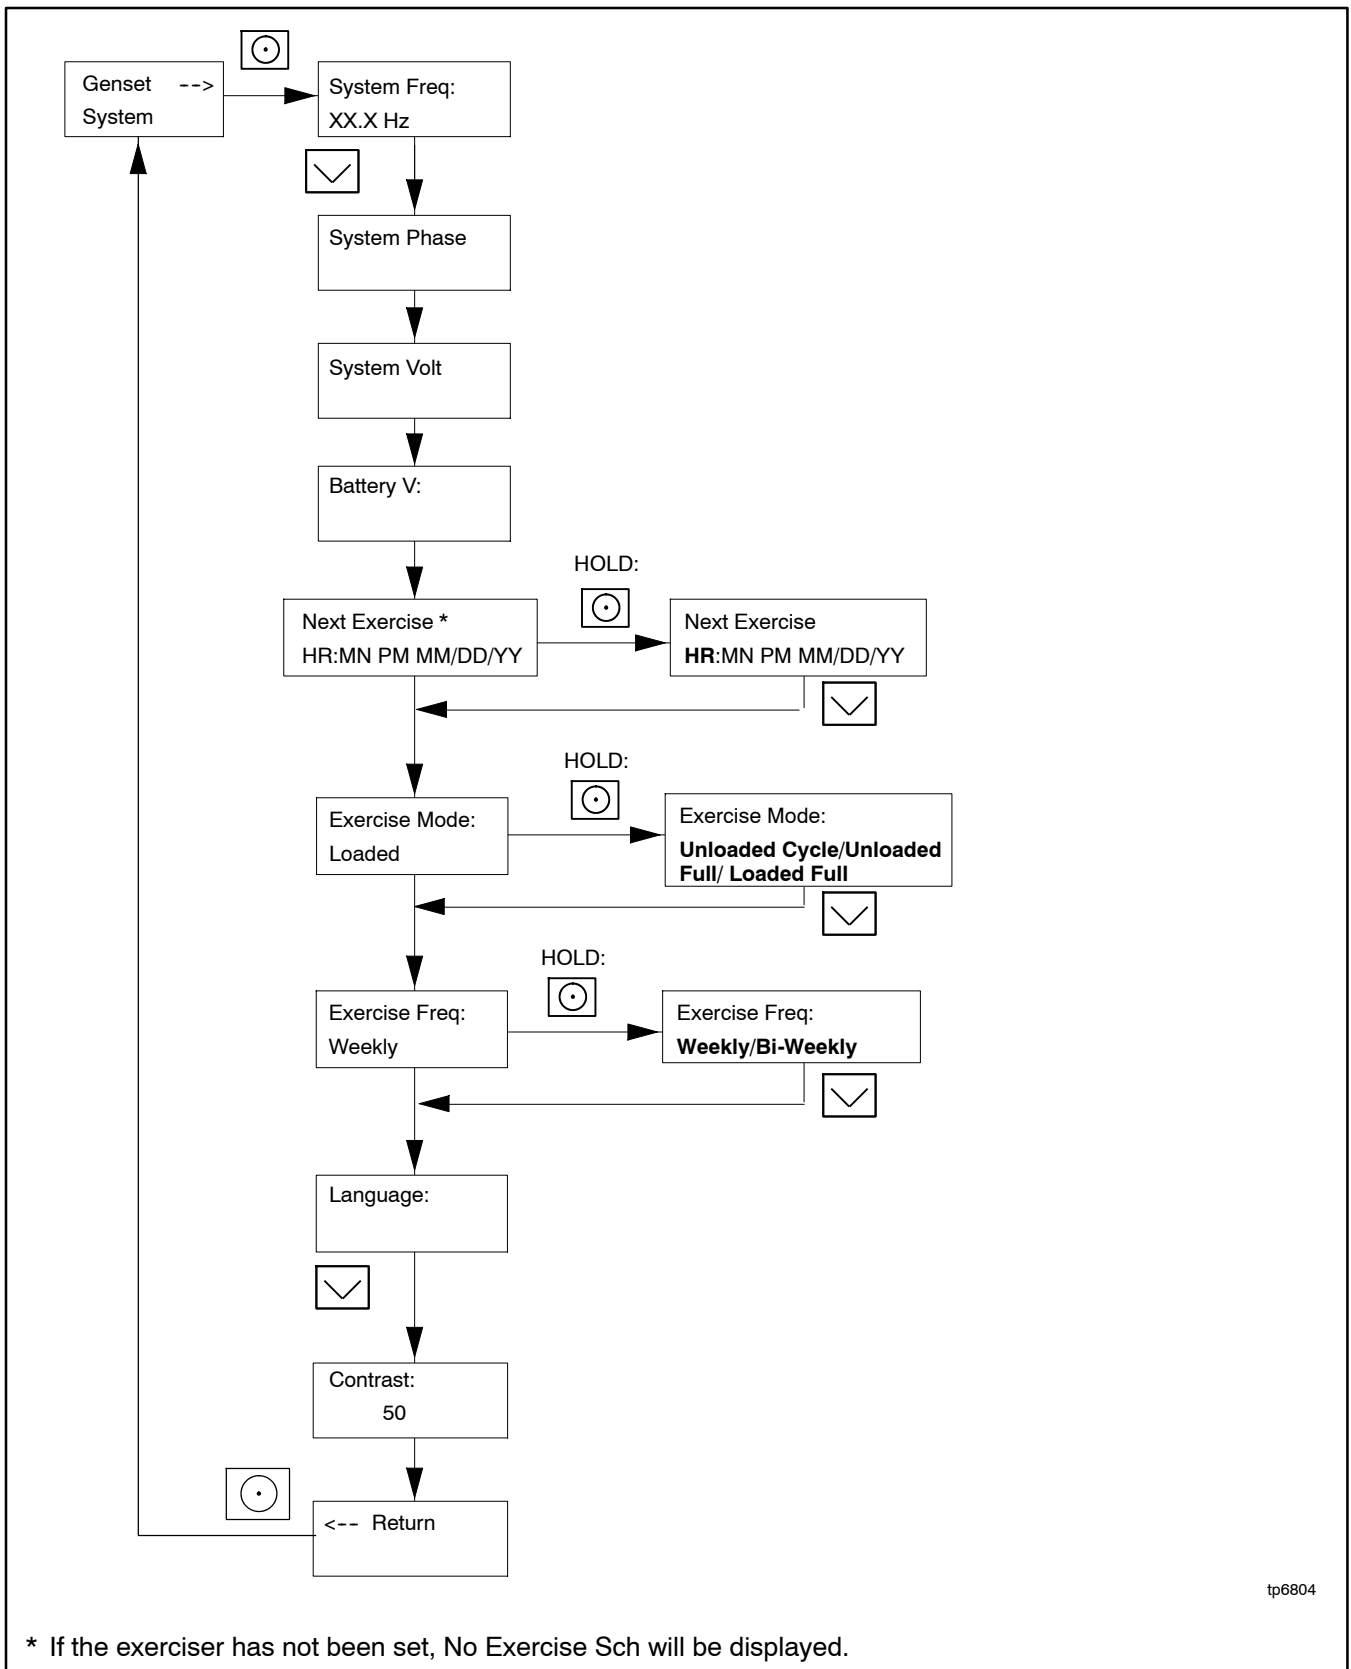 Genset -->
System
System Freq:
XX.X Hz
System Phase
System Volt
Battery V:
HOLD:
Next Exercise *
HR:MN PM MM/DD/YY
Next Exercise
HR:MN PM MM/DD/YY
HOLD:
Exercise Mode:
Loaded
Exercise Mode:
Unloaded Cycle/Unloaded
Full/ Loaded Full
HOLD:
Exercise Freq:
Weekly
Exercise Freq:
Weekly/Bi-Weekly
Language:
Contrast:
50
<-- Return
tp6804
* If the exerciser has not been set, No Exercise Sch will be displayed.